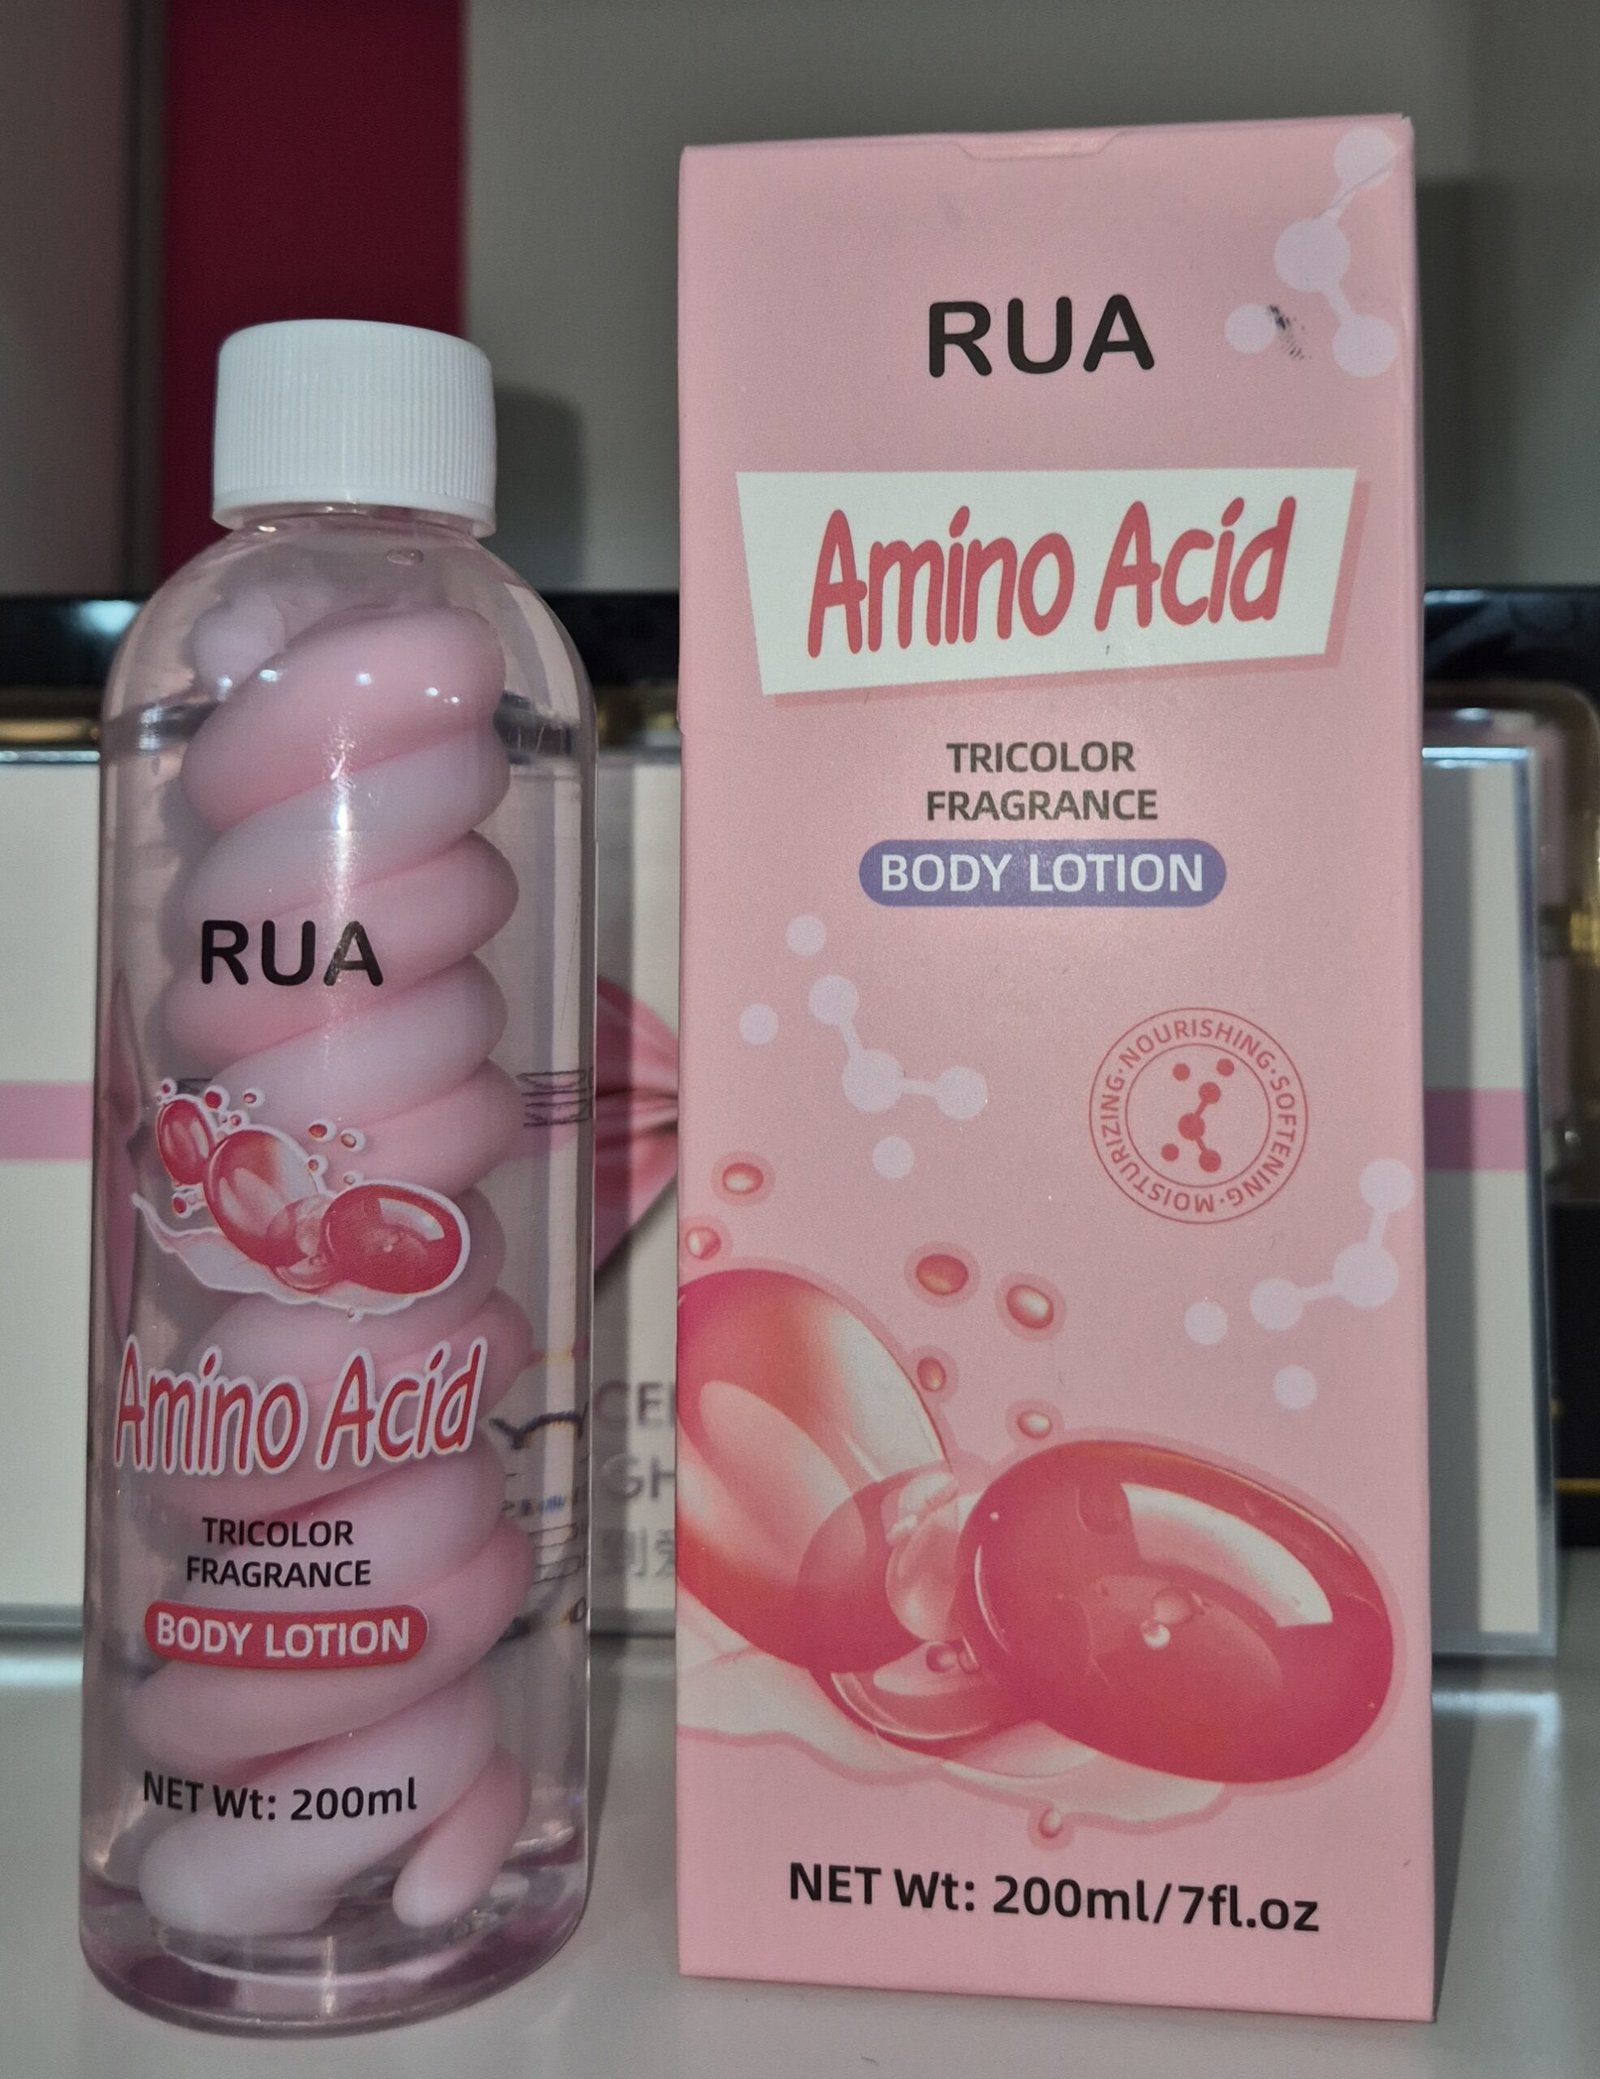 RUA
Amino Acid
TRICOLOR
FRAGRANCE
BODY LOTION
NET Wt: 200ml
RUA
Amino Acid
TRICOLOR
FRAGRANCE
BODY LOTION
MOISTURIZING·NOURISHING·SOFTENING·
NET Wt: 200ml/7fl.oz